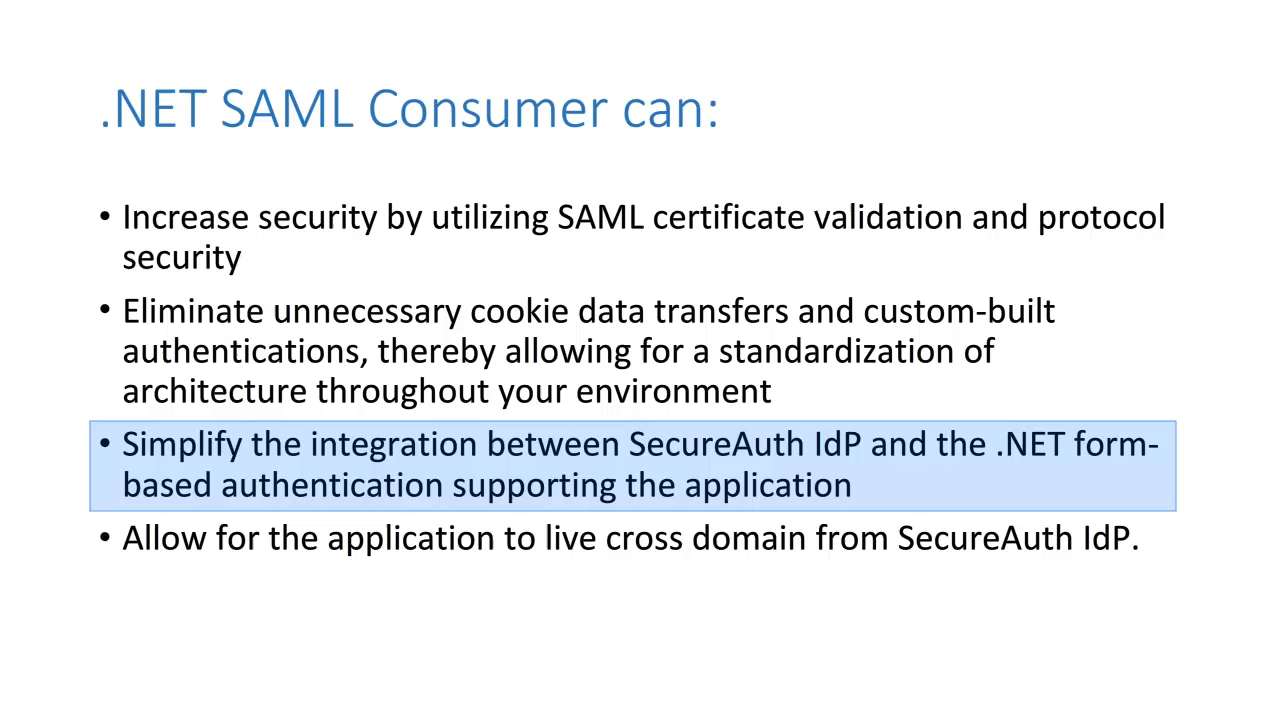 .NET SAML Consumer can:
• Increase security by utilizing SAML certificate validation and protocol
security
• Eliminate unnecessary cookie data transfers and custom-built
authentications, thereby allowing for a standardization of
architecture throughout your environment
• Simplify the integration between SecureAuth IdP and the .NET form-
based authentication supporting the application
• Allow for the application to live cross domain from SecureAuth IdP.